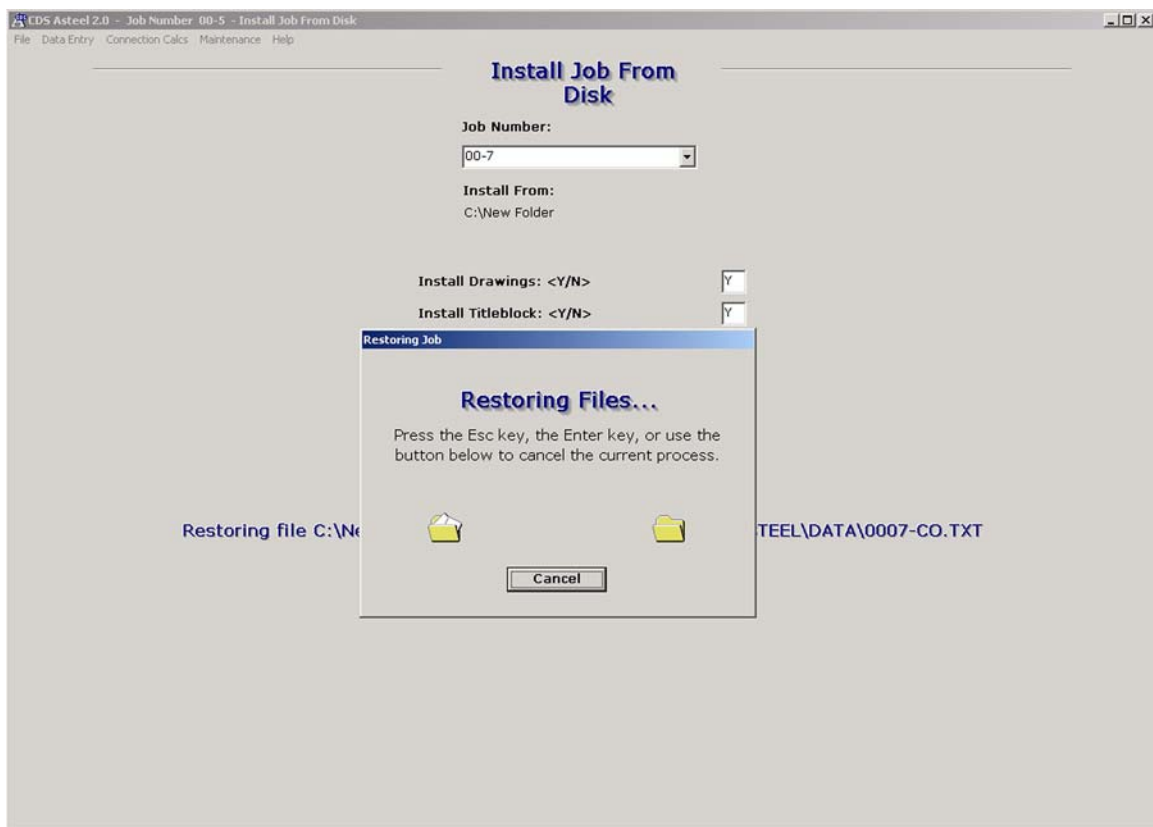 CDS Asteel 2.0 - Job Number 00-5 - Install Job From Disk
File Data Entry Connection Calcs Maintenance Help
Install Job From
Disk
Job Number:
00-7
Install From:
C:\New Folder
Install Drawings: <Y/N> Y
Install Titleblock: <Y/N> Y
Restoring Job
Restoring Files...
Press the Esc key, the Enter key, or use the
button below to cancel the current process.
Restoring file C:\Ne TEEL\DATA\0007-CO.TXT
Cancel